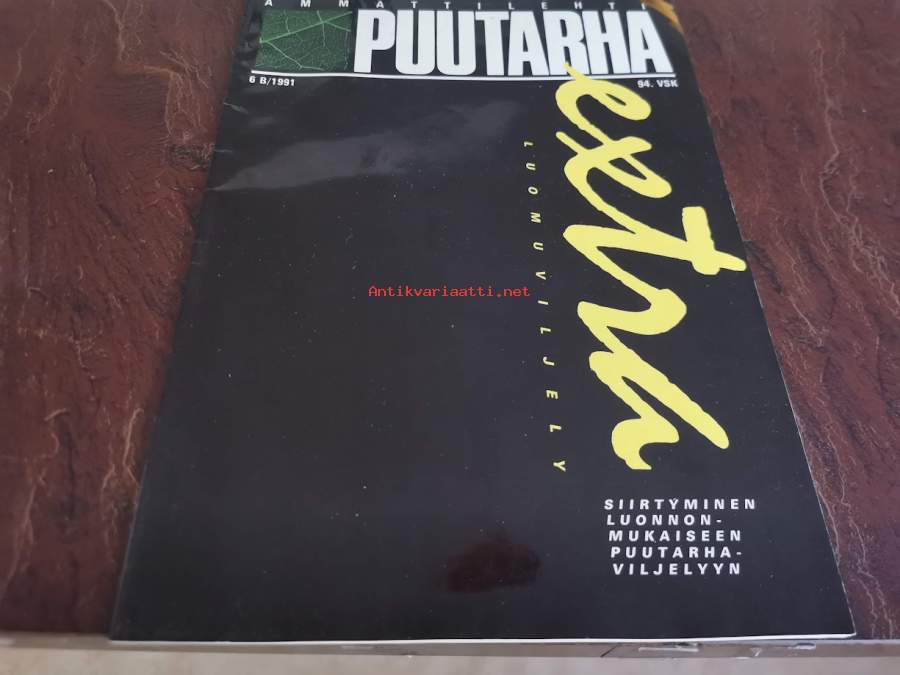 AMMATTILEHTI
PUUTARHA
6 B/1991
94. VSK
extra
LUOMUVILJELY
Antikvariaatti.net
SIIRTYMINEN
LUONNON-
MUKAISEEN
PUUTARHA-
VILJELYYN